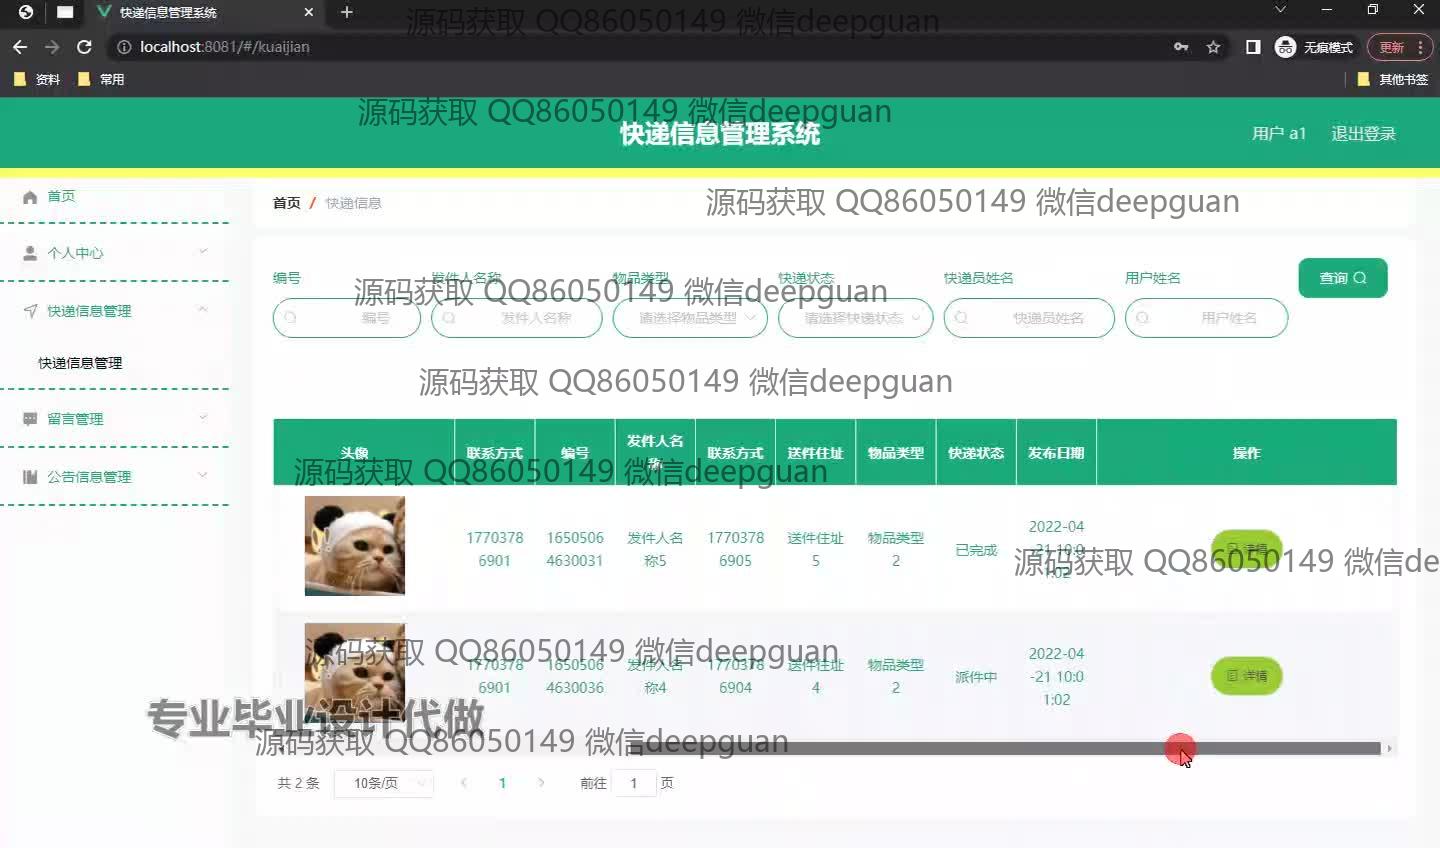 快递信息管理系统
localhost:8081/#/kuaijian
无痕模式
更新
资料
常用
其他书签
源码获取 QQ86050149 微信deepguan
源码获取 QQ86050149 微信deepguan
快递信息管理系统
用户 a1
退出登录
首页
个人中心
快递信息管理
快递信息管理
留言管理
公告信息管理
首页 / 快递信息
源码获取 QQ86050149 微信deepguan
编号 发件人名称 物品类型 快递状态 快递员姓名 用户姓名 查询
源码获取 QQ86050149 微信deepguan
编号 发件人名称 请选择物品类型 请选择快递状态 快递员姓名 用户姓名
源码获取 QQ86050149 微信deepguan
头像 联系方式 编号 发件人名称 联系方式 送件住址 物品类型 快递状态 发布日期 操作
源码获取 QQ86050149 微信deepguan
17703786901 16505064630031 发件人名称5 17703786905 送件住址5 物品类型2 已完成 2022-04-21 10:01:02 详情
源码获取 QQ86050149 微信de
17703786901 16505064630036 发件人名称4 17703786904 送件住址4 物品类型2 派件中 2022-04-21 10:01:02 详情
源码获取 QQ86050149 微信deepguan
专业毕业设计代做
源码获取 QQ86050149 微信deepguan
共 2 条 10条/页 1 前往 1 页